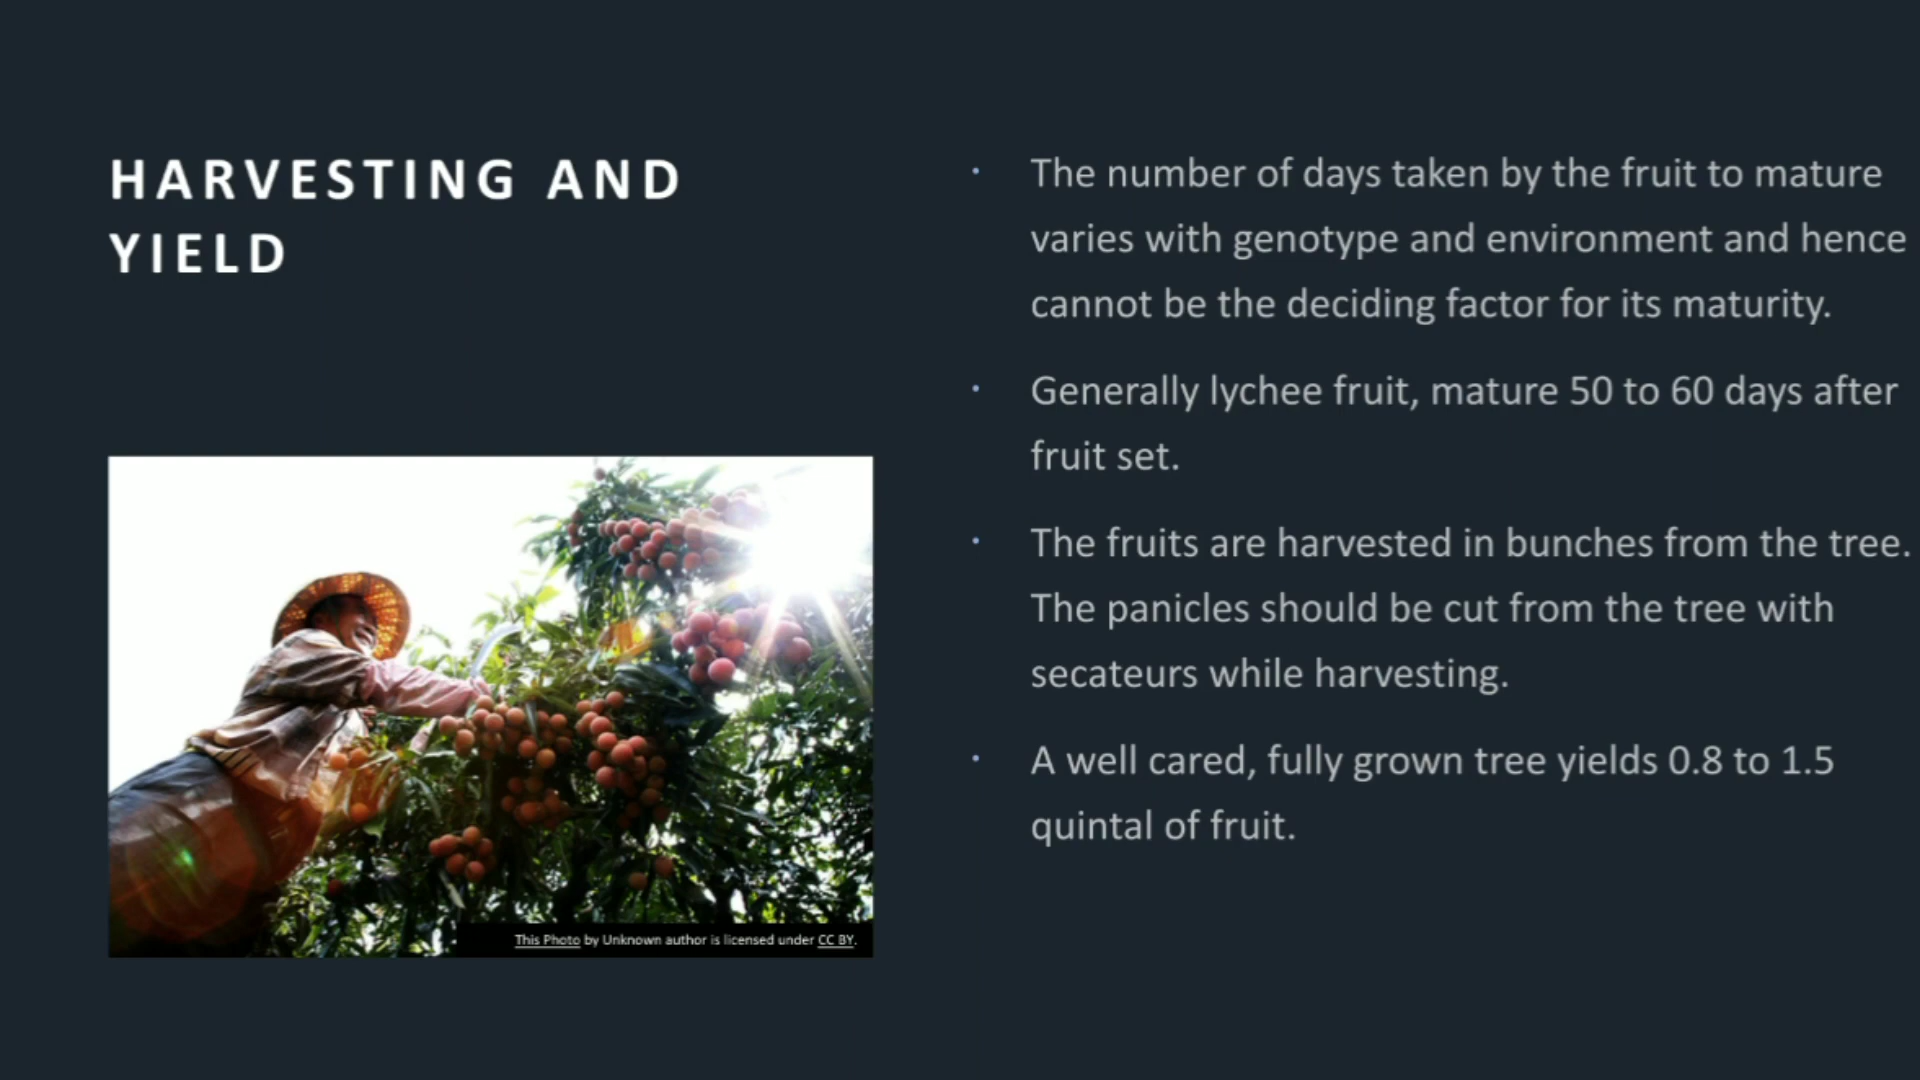 HARVESTING AND
YIELD
· The number of days taken by the fruit to mature
varies with genotype and environment and hence
cannot be the deciding factor for its maturity.
· Generally lychee fruit, mature 50 to 60 days after
fruit set.
· The fruits are harvested in bunches from the tree.
The panicles should be cut from the tree with
secateurs while harvesting.
· A well cared, fully grown tree yields 0.8 to 1.5
quintal of fruit.
This Photo by Unknown author is licensed under CC BY.